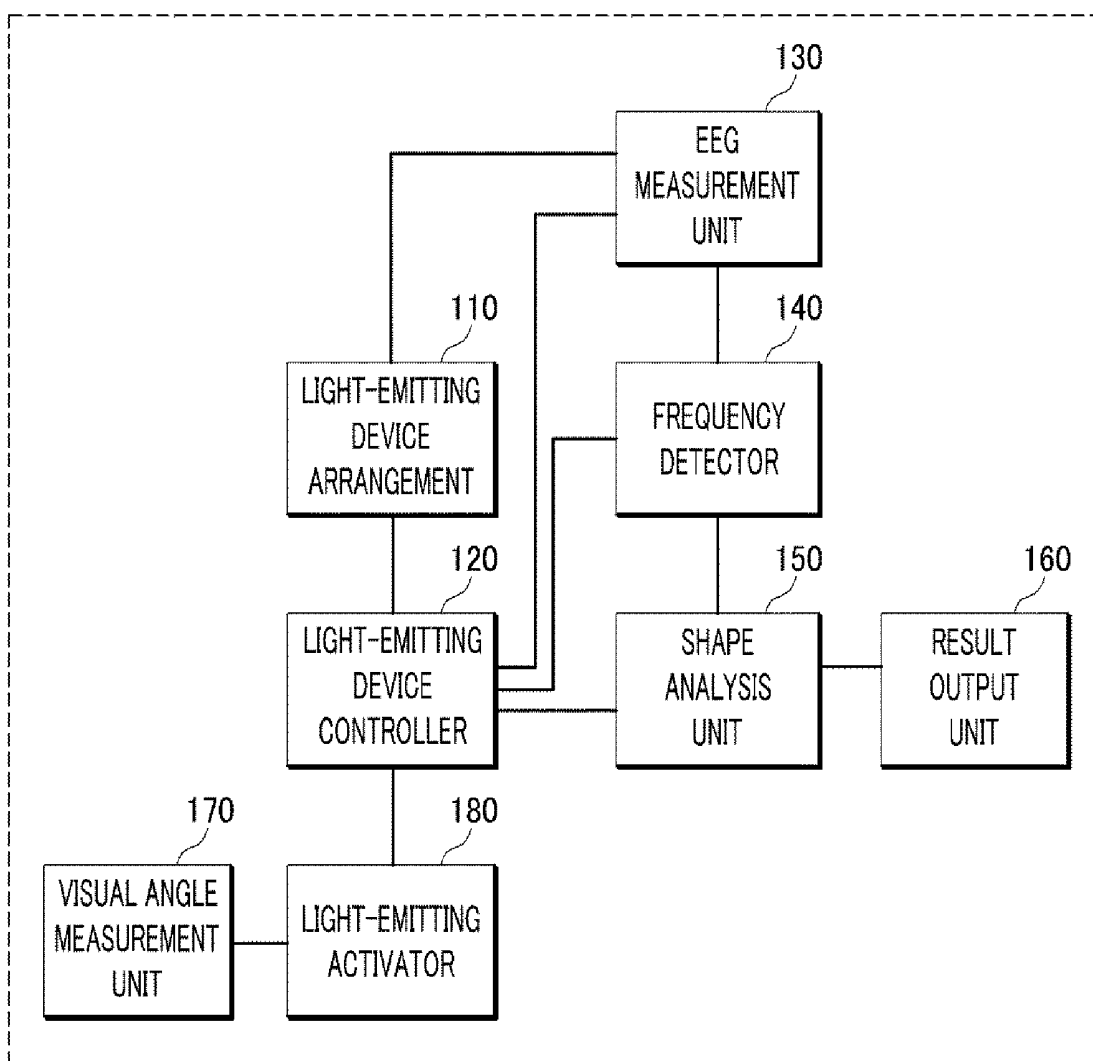 130
EEG
MEASUREMENT
UNIT
110
LIGHT-EMITTING
DEVICE
ARRANGEMENT
140
FREQUENCY
DETECTOR
120
LIGHT-EMITTING
DEVICE
CONTROLLER
150
SHAPE
ANALYSIS
UNIT
160
RESULT
OUTPUT
UNIT
170
VISUAL ANGLE
MEASUREMENT
UNIT
180
LIGHT-EMITTING
ACTIVATOR